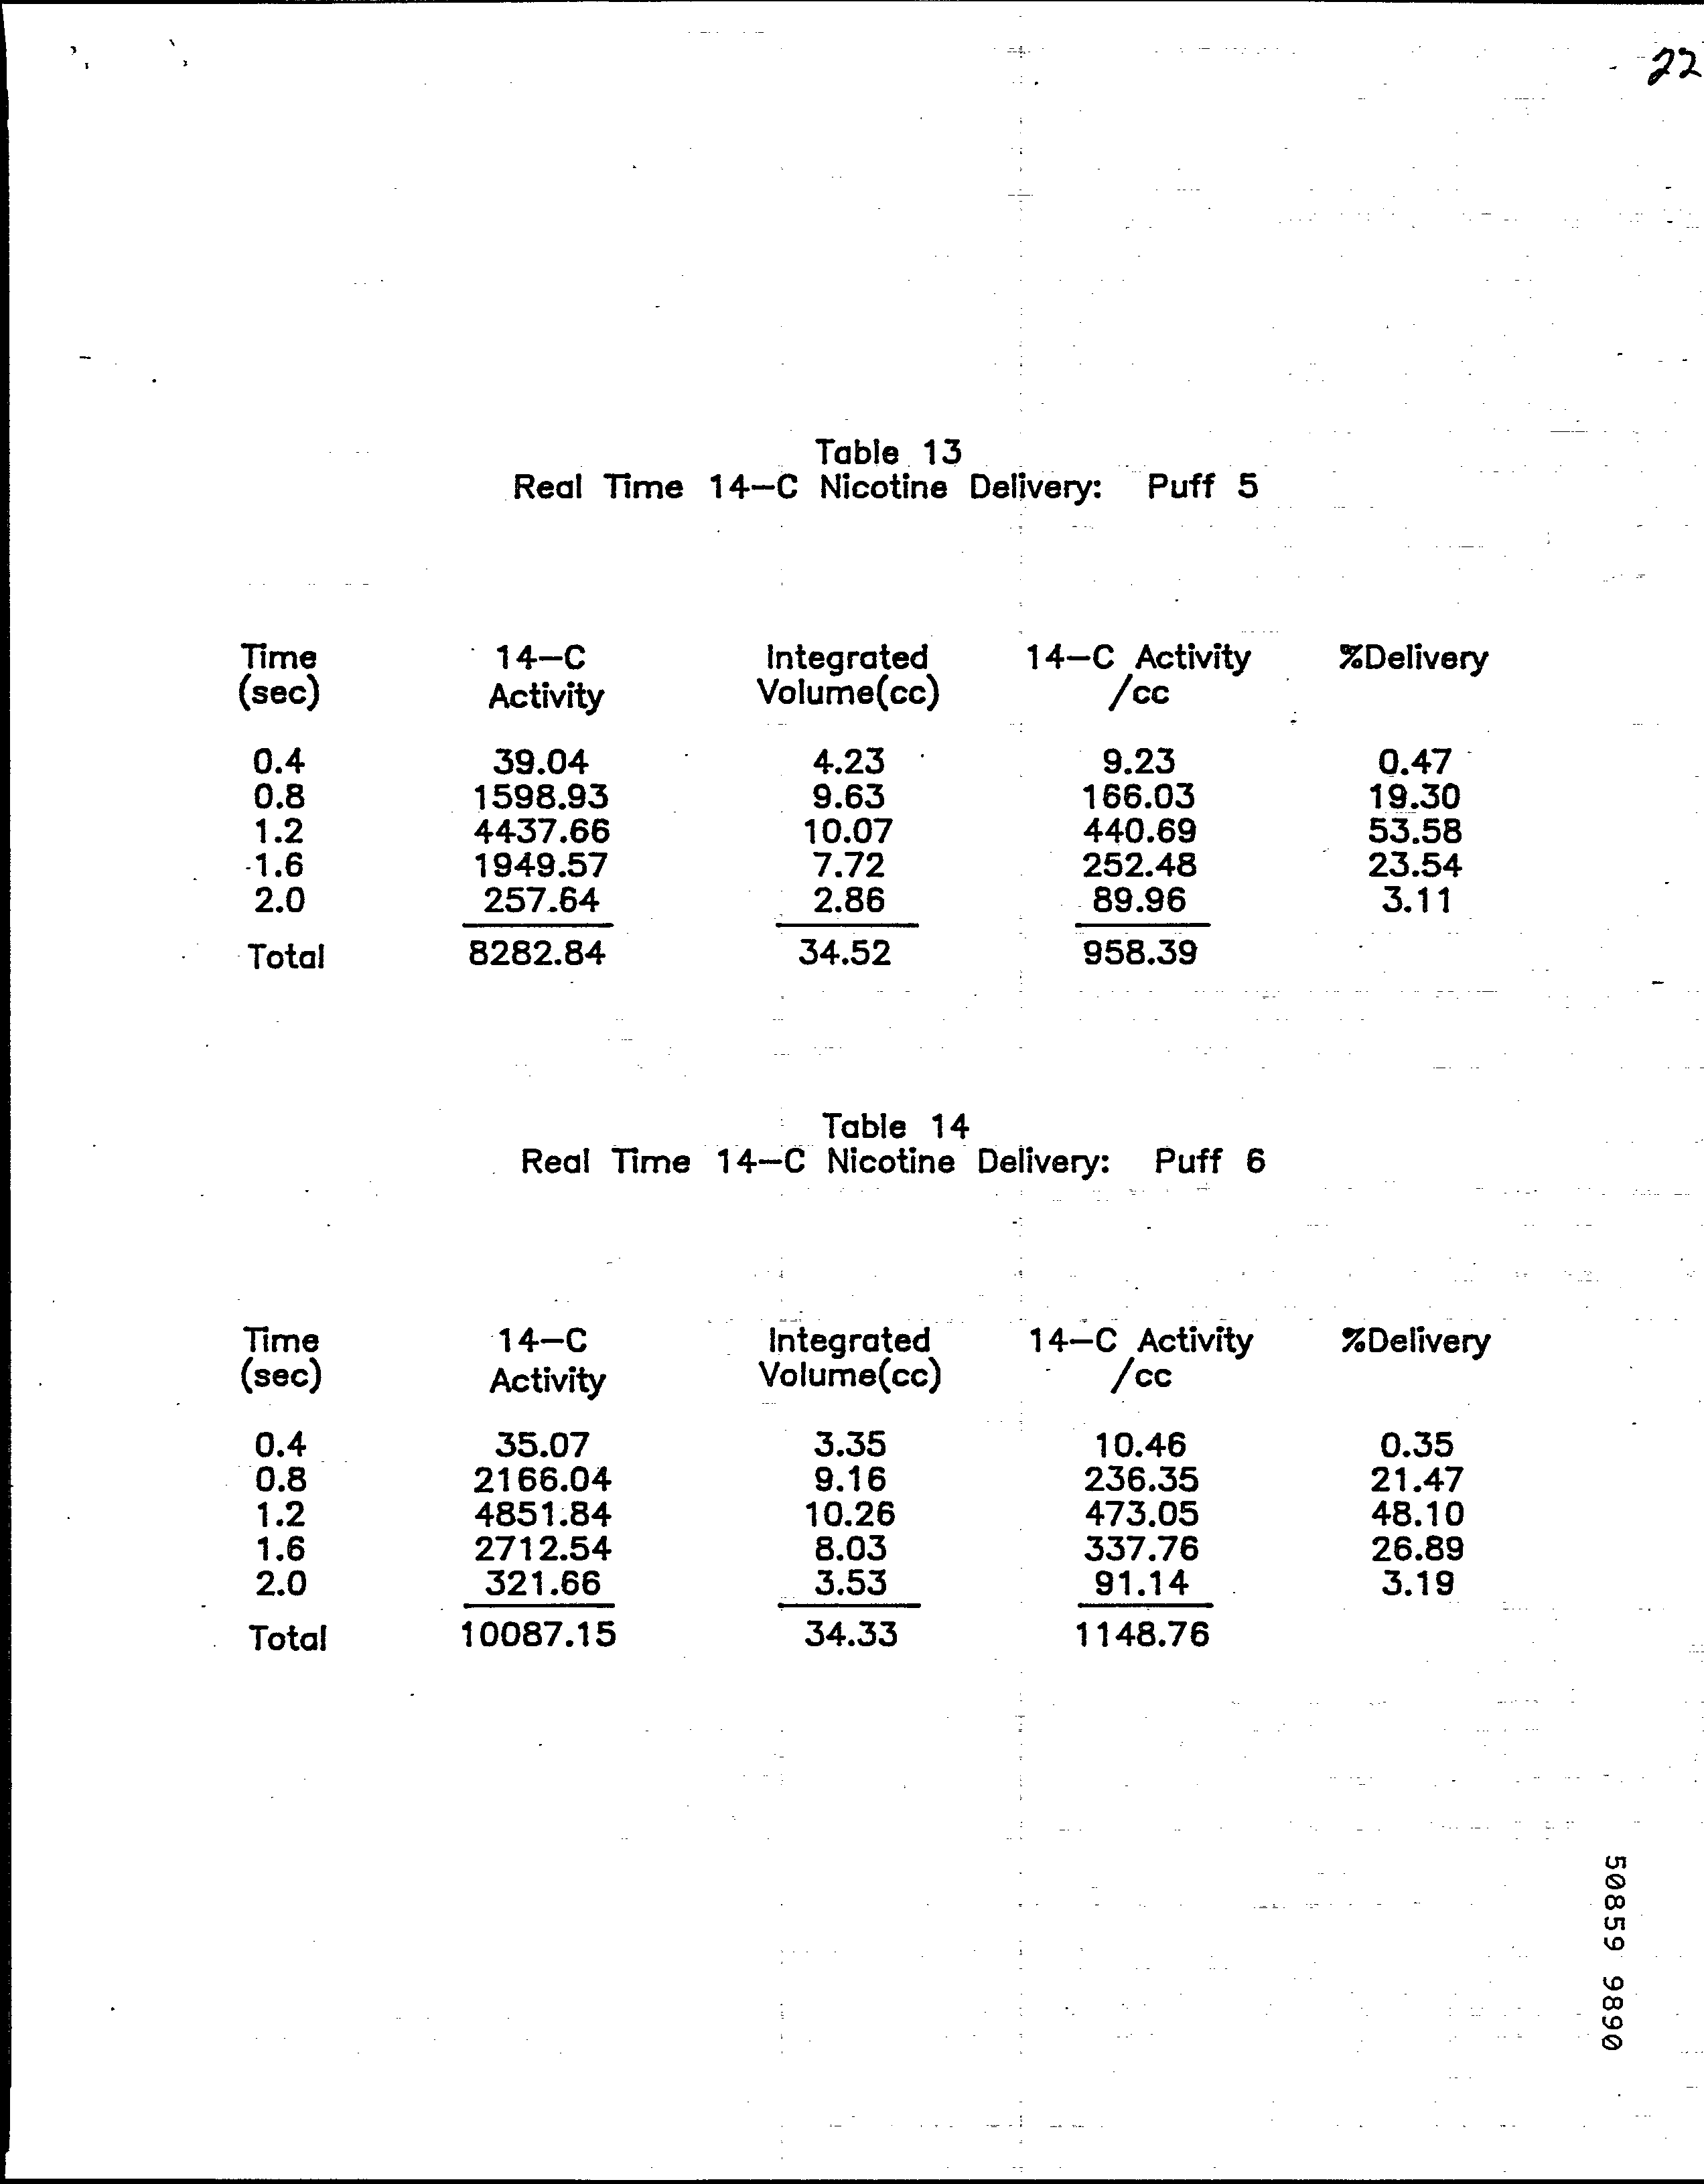 22
Table 13
Real Time 14-C Nicotine Delivery: Puff 5
Time 14-C Integrated 14-C Activity %Delivery
(sec) Activity Volume(cc) /cc
0.4 39.04 4.23 9.23 0.47
0.8 1598.93 9.63 166.03 19.30
1.2 4437.66 10.07 440.69 53.58
1.6 1949.57 7.72 252.48 23.54
2.0 257.64 2.86 89.96 3.11
Total 8282.84 34.52 958.39
Table 14
Real Time 14-C Nicotine Delivery: Puff 6
Time 14-C Integrated 14-C Activity %Delivery
(sec) Activity Volume(cc) /cc
0.4 35.07 3.35 10.46 0.35
0.8 2166.04 9.16 236.35 21.47
1.2 4851.84 10.26 473.05 48.10
1.6 2712.54 8.03 337.76 26.89
2.0 321.66 3.53 91.14 3.19
Total 10087.15 34.33 1148.76
50859 9890